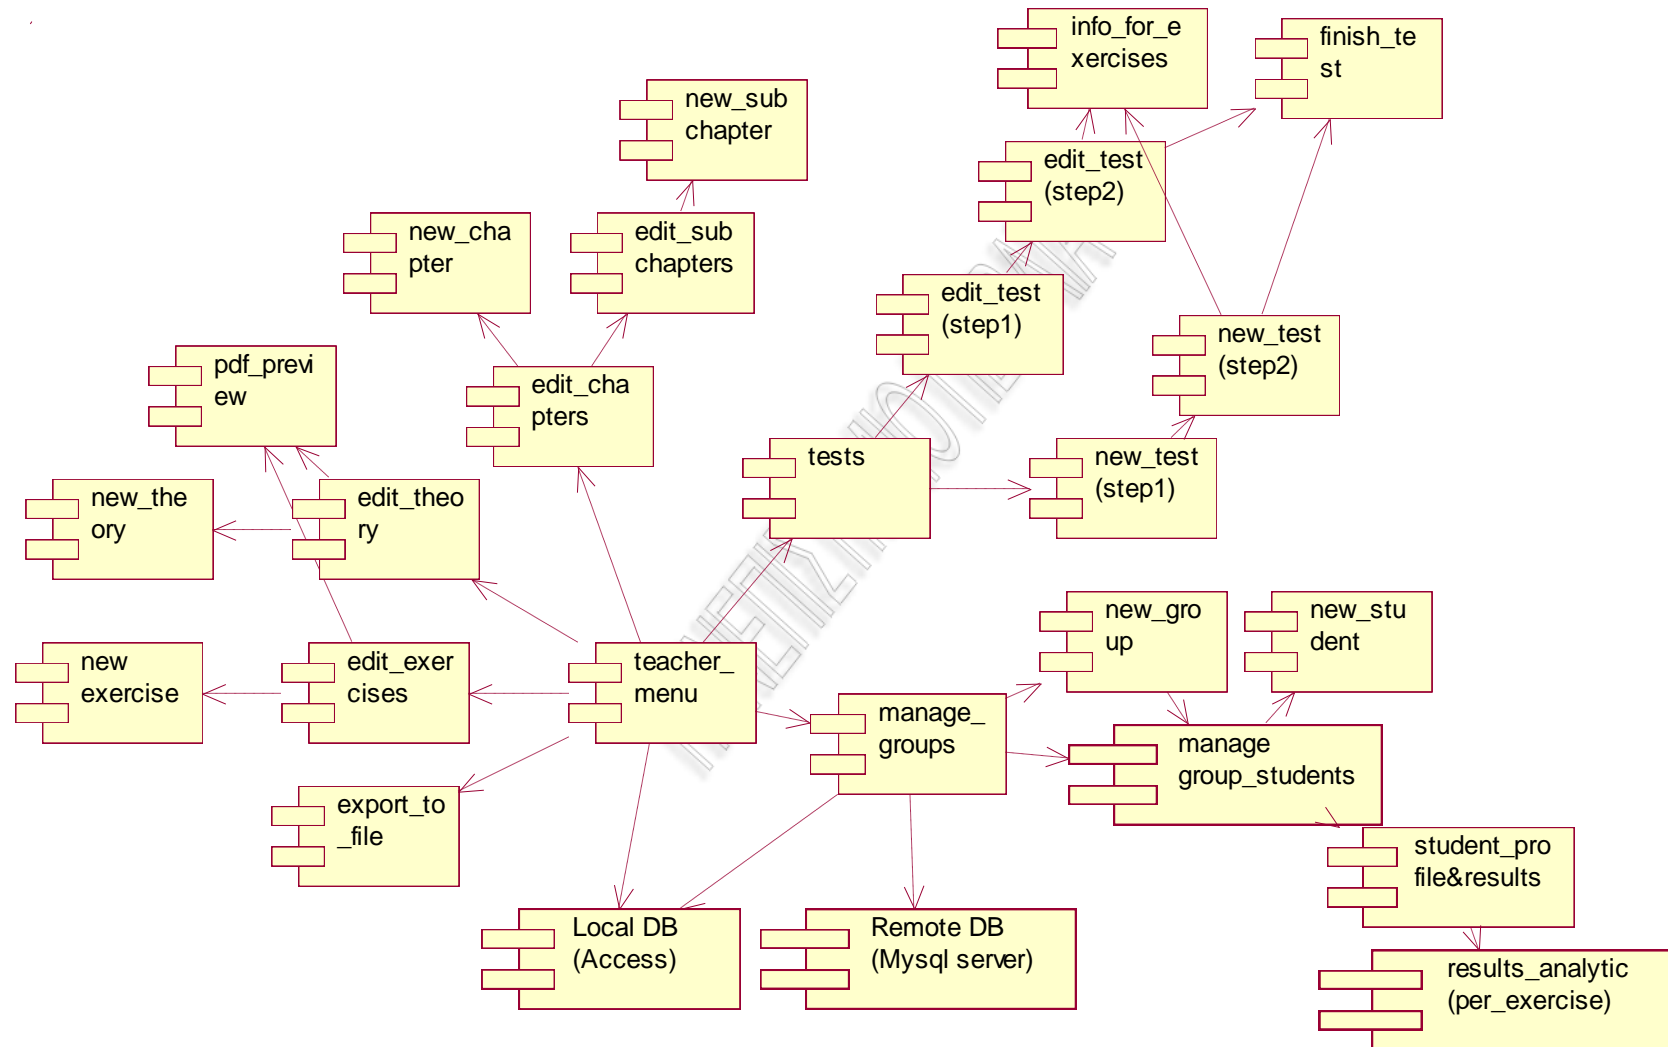 info_for_e
xercises
finish_te
st
new_sub
chapter
edit_test
(step2)
new_cha
pter
edit_sub
chapters
edit_test
(step1)
new_test
(step2)
pdf_previ
ew
edit_cha
pters
tests
new_test
(step1)
new_the
ory
edit_theo
ry
new_gro
up
new_stu
dent
new
exercise
edit_exer
cises
teacher_
menu
manage_
groups
manage
group_students
export_to
_file
student_pro
file&results
Local DB
(Access)
Remote DB
(Mysql server)
results_analytic
(per_exercise)